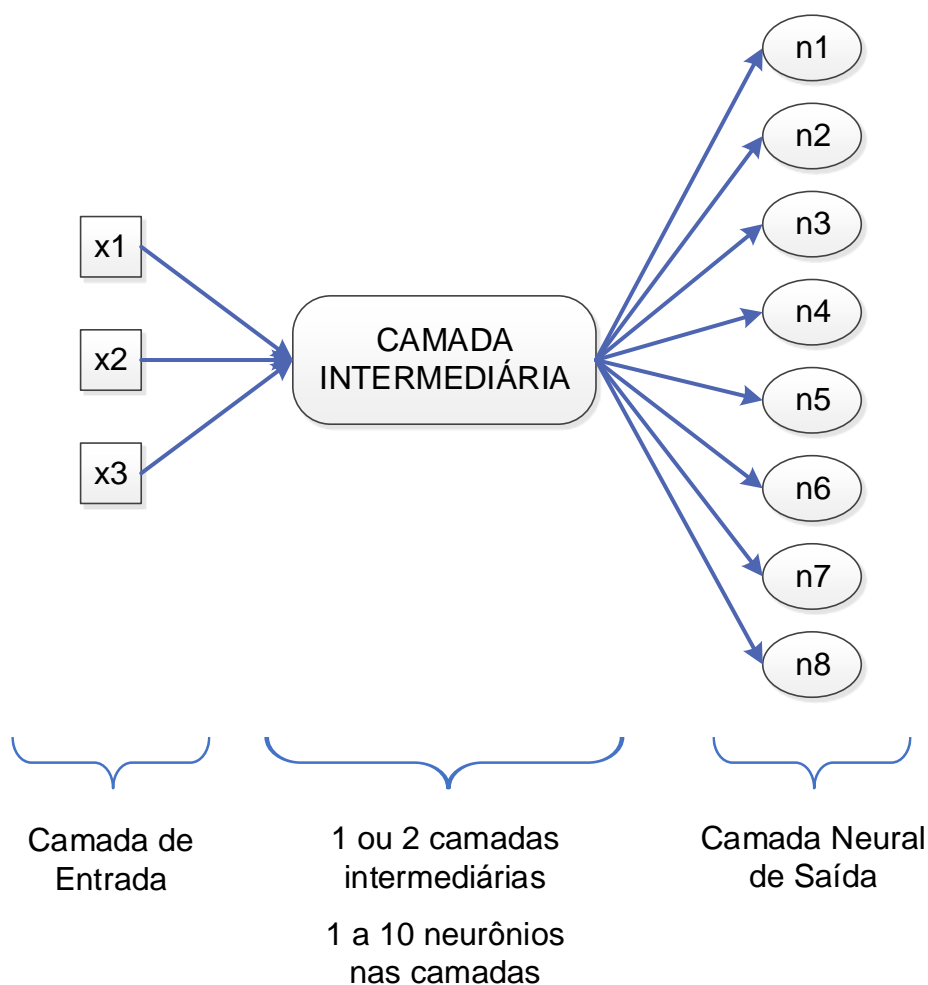 x1
x2
x3
CAMADA
INTERMEDIÁRIA
n1
n2
n3
n4
n5
n6
n7
n8
Camada de
Entrada
1 ou 2 camadas
intermediárias
1 a 10 neurônios
nas camadas
Camada Neural
de Saída